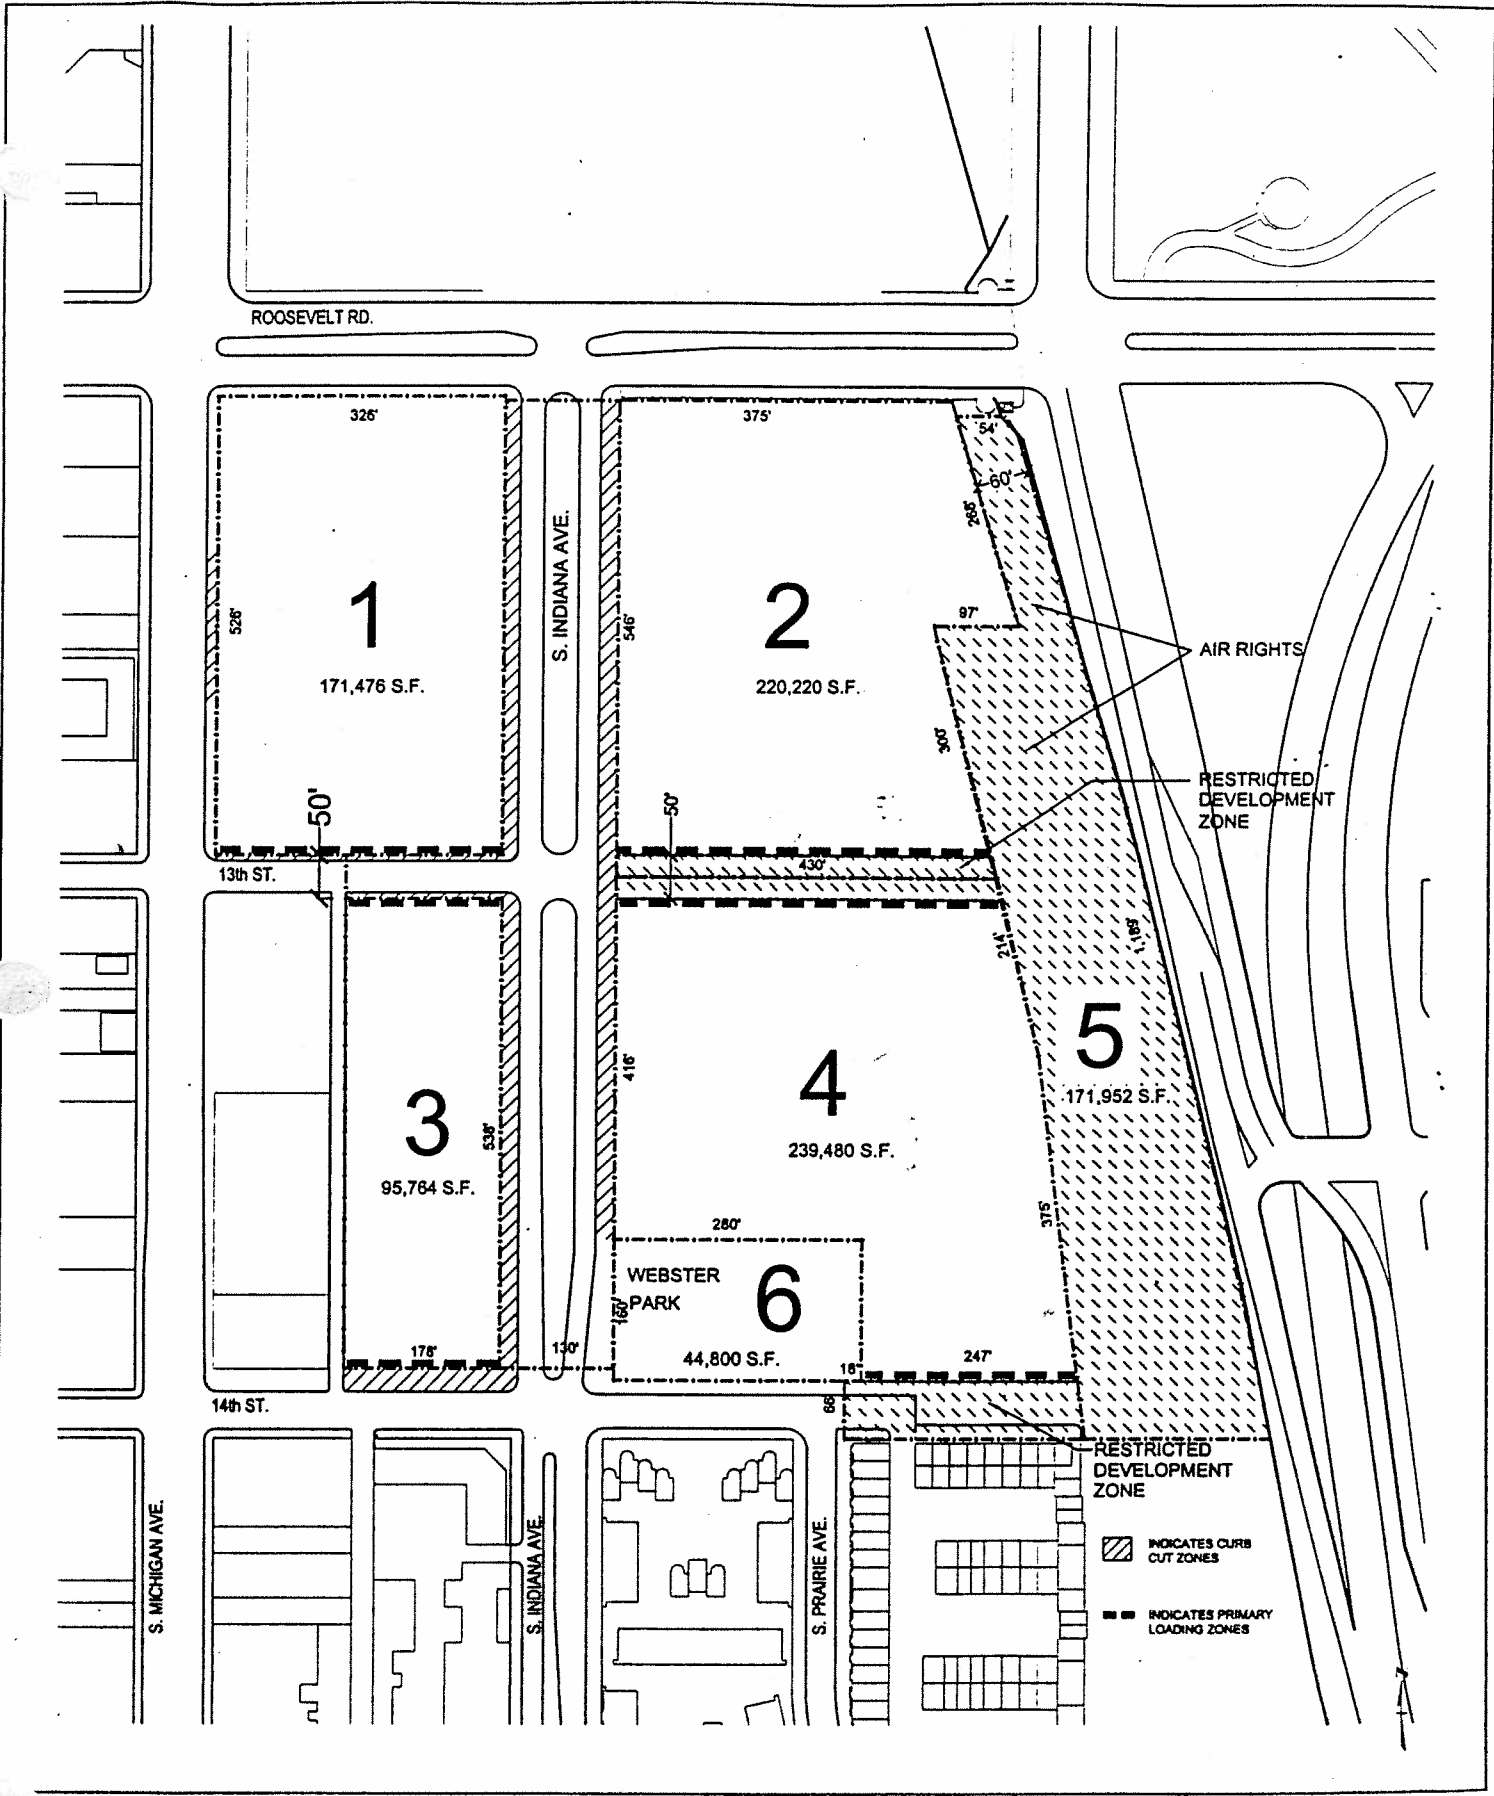 ROOSEVELT RD.
326'
375'
54'
60'
268'
S. INDIANA AVE.
1
526'
171,476 S.F.
2
546'
220,220 S.F.
97'
300'
AIR RIGHTS
RESTRICTED
DEVELOPMENT
ZONE
50'
50'
430'
13th ST.
214'
1,189'
5
171,952 S.F.
416'
4
239,480 S.F.
3
538'
95,764 S.F.
375'
280'
WEBSTER
PARK
6
160'
44,800 S.F.
178'
130'
18'
247'
66'
14th ST.
RESTRICTED
DEVELOPMENT
ZONE
S. MICHIGAN AVE.
S. INDIANA AVE.
S. PRAIRIE AVE.
INDICATES CURB
CUT ZONES
INDICATES PRIMARY
LOADING ZONES